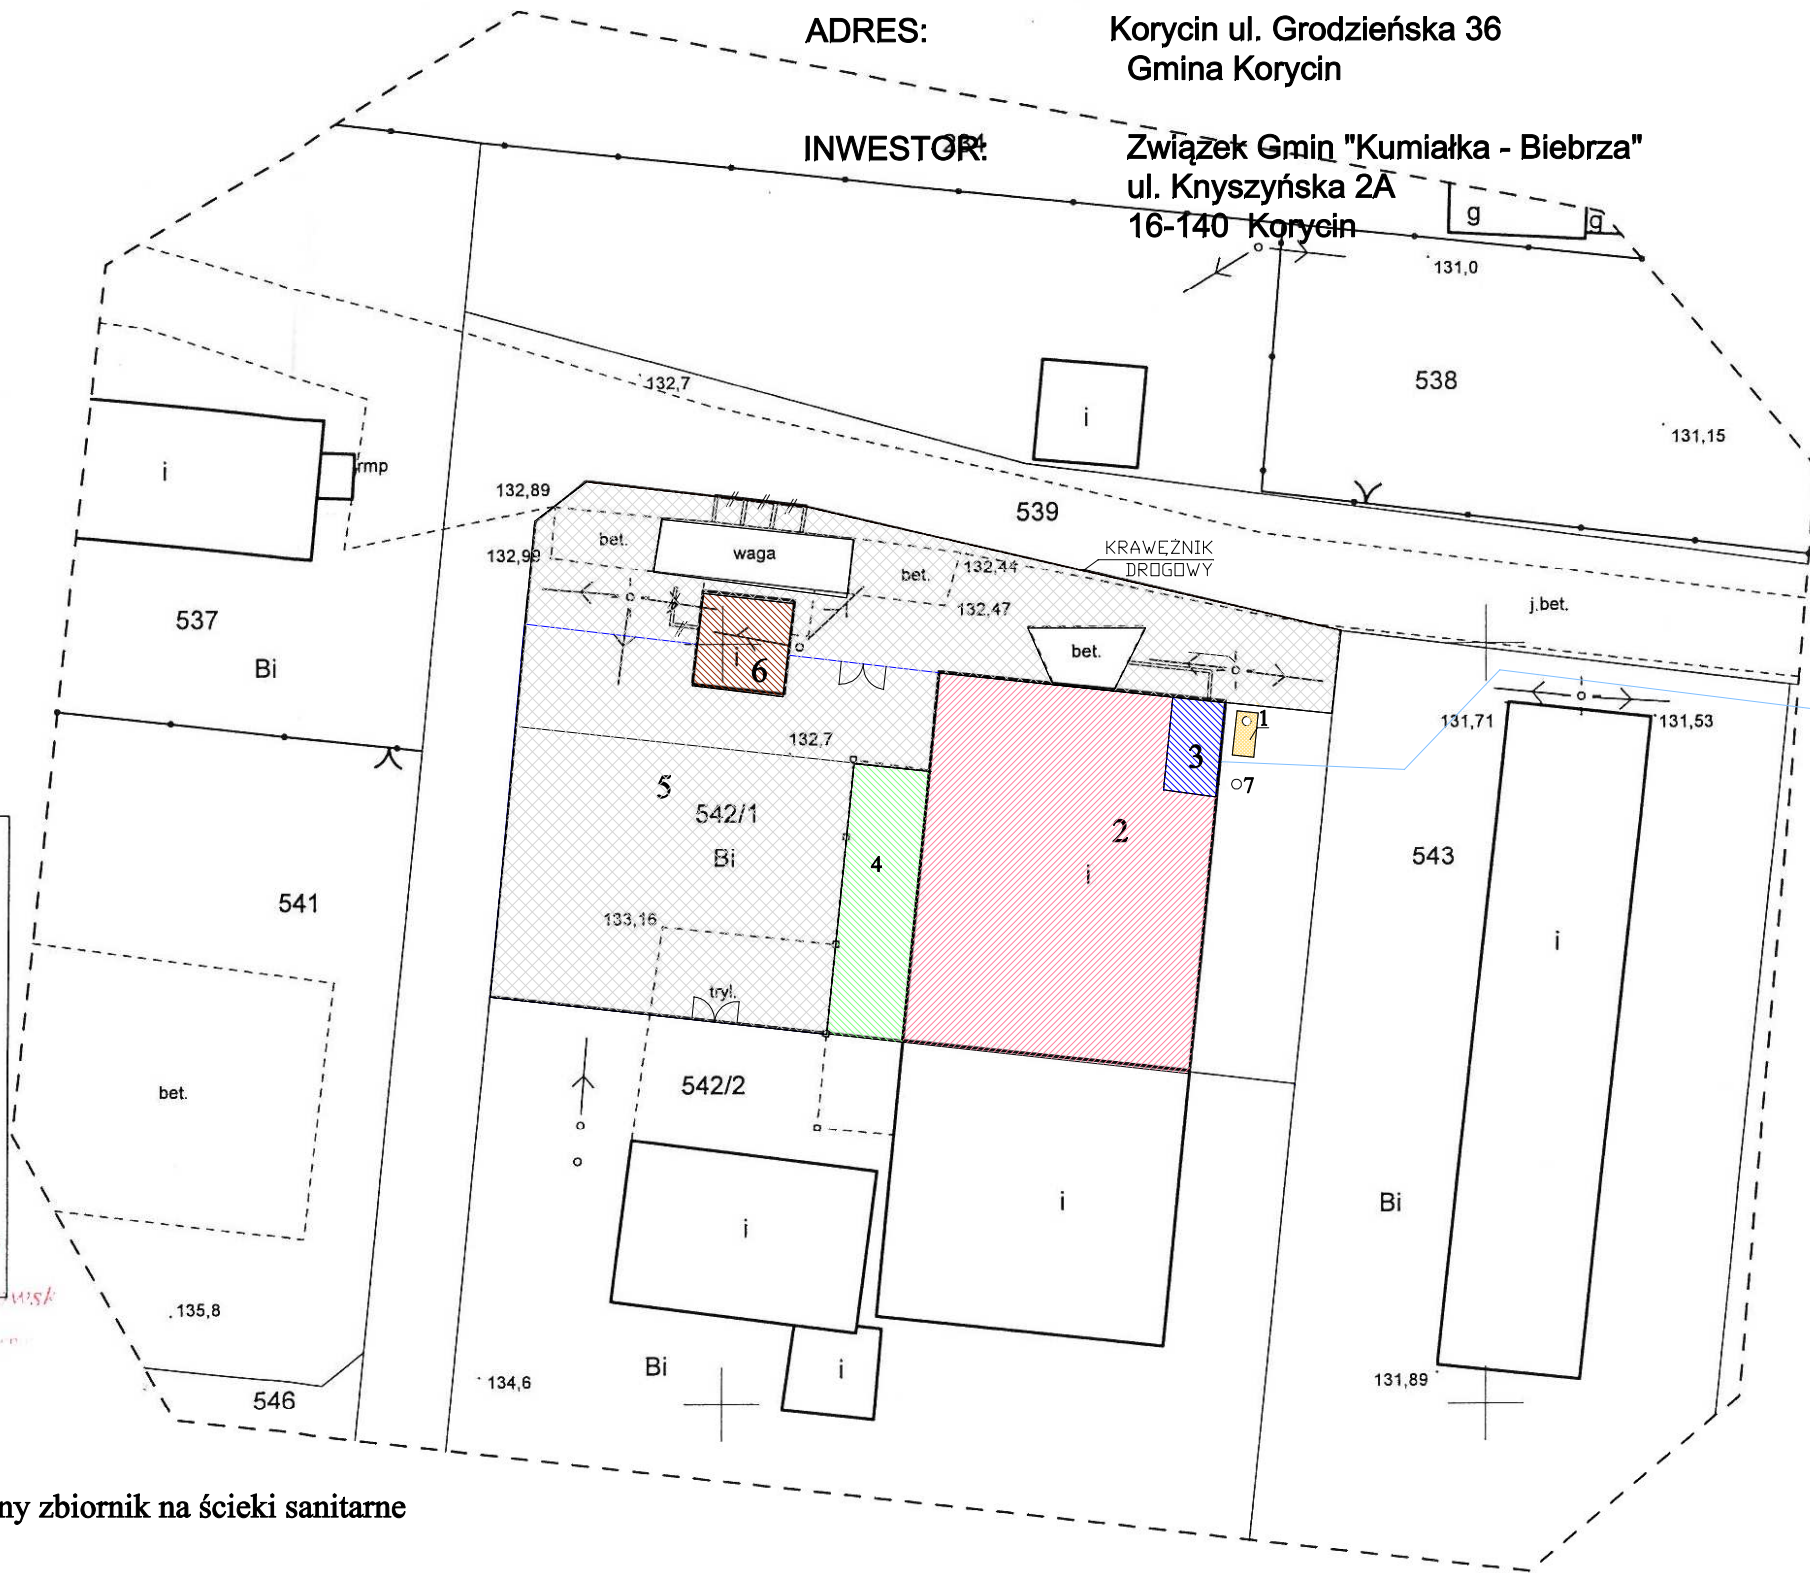 ADRES: Korycin ul. Grodzieńska 36
Gmina Korycin
INWESTOR: Związek Gmin "Kumiałka - Biebrza"
ul. Knyszyńska 2A
16-140 Korycin
g
g
131,0
132,7
538
i
131,15
i
rmp
132,89
539
bet.
waga
KRAWĘŻNIK
DROGOWY
132,99
bet.
132,44
132,47
j.bet.
537
bet.
i
6
Bi
131,71
1
131,53
132,7
3
5
7
542/1
2
Bi
4
543
i
541
133,16
i
tryl.
542/2
bet.
i
i
Bi
135,8
Bi
i
134,6
131,89
546
ny zbiornik na ścieki sanitarne